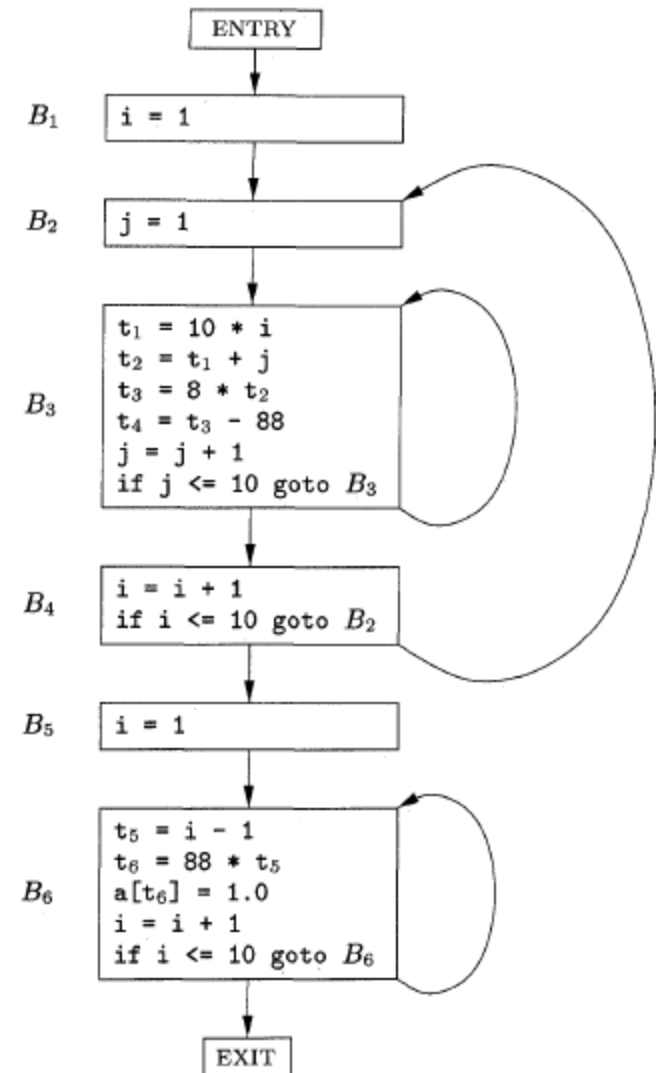 ENTRY
B₁
i = 1
B₂
j = 1
B₃
t₁ = 10 * i
t₂ = t₁ + j
t₃ = 8 * t₂
t₄ = t₃ - 88
j = j + 1
if j <= 10 goto B₃
B₄
i = i + 1
if i <= 10 goto B₂
B₅
i = 1
B₆
t₅ = i - 1
t₆ = 88 * t₅
a[t₆] = 1.0
i = i + 1
if i <= 10 goto B₆
EXIT